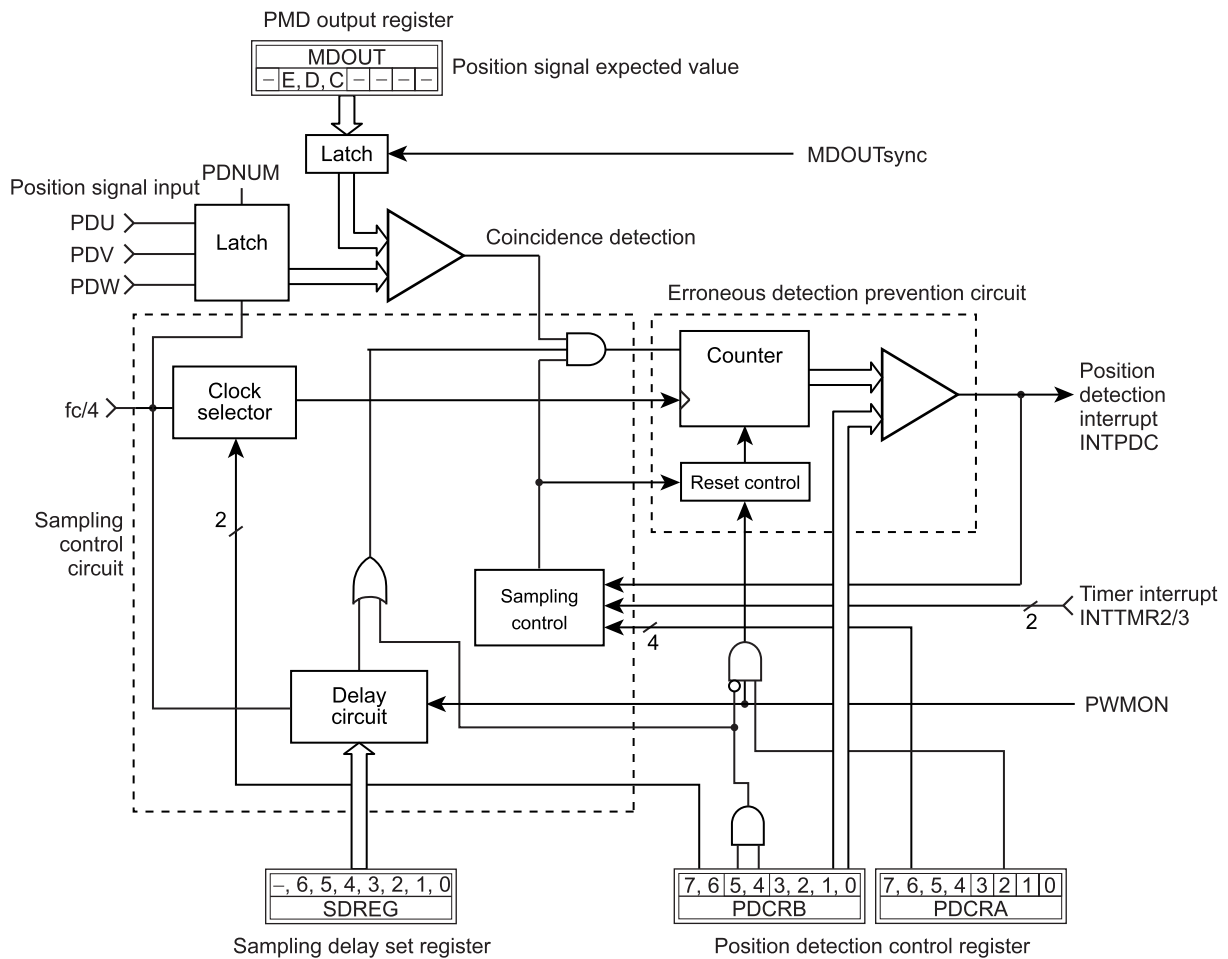 PMD output register
MDOUT
– E, D, C – – – –
Position signal expected value
Latch
MDOUTsync
PDNUM
Position signal input
PDU
PDV
PDW
Latch
Coincidence detection
Erroneous detection prevention circuit
Counter
Clock
selector
fc/4
Position
detection
interrupt
INTPDC
Reset control
2
Sampling
control
circuit
Sampling
control
Timer interrupt
INTTMR2/3
2
4
Delay
circuit
PWMON
–, 6, 5, 4, 3, 2, 1, 0
SDREG
7, 6 5, 4 3, 2, 1, 0
PDCRB
7, 6, 5, 4 3 2 1 0
PDCRA
Sampling delay set register
Position detection control register